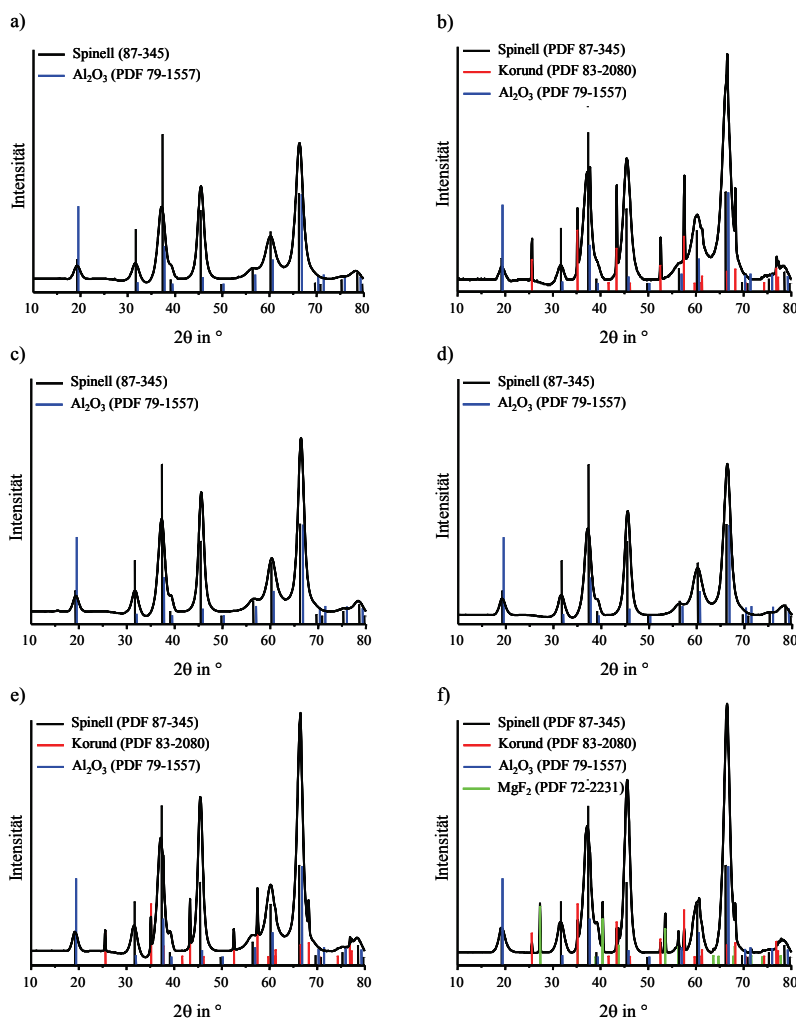 a)
Spinell (87-345)
Al₂O₃ (PDF 79-1557)
Intensität
10 20 30 40 50 60 70 80
2θ in °
b)
Spinell (PDF 87-345)
Korund (PDF 83-2080)
Al₂O₃ (PDF 79-1557)
Intensität
10 20 30 40 50 60 70 80
2θ in °
c)
Spinell (87-345)
Al₂O₃ (PDF 79-1557)
Intensität
10 20 30 40 50 60 70 80
2θ in °
d)
Spinell (87-345)
Al₂O₃ (PDF 79-1557)
Intensität
10 20 30 40 50 60 70 80
2θ in °
e)
Spinell (PDF 87-345)
Korund (PDF 83-2080)
Al₂O₃ (PDF 79-1557)
Intensität
10 20 30 40 50 60 70 80
2θ in °
f)
Spinell (PDF 87-345)
Korund (PDF 83-2080)
Al₂O₃ (PDF 79-1557)
MgF₂ (PDF 72-2231)
Intensität
10 20 30 40 50 60 70 80
2θ in °